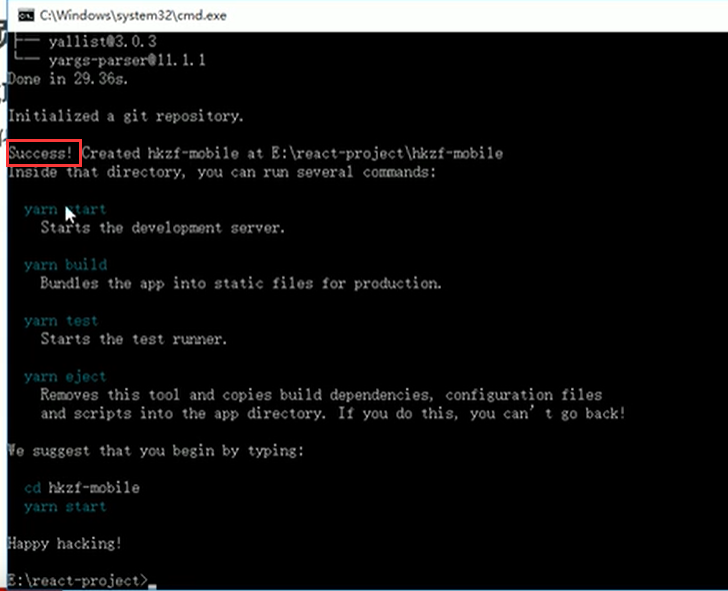 C:\Windows\system32\cmd.exe
├── yallist@3.0.3
└── yargs-parser@11.1.1
Done in 29.36s.
Initialized a git repository.
Success! Created hkzf-mobile at E:\react-project\hkzf-mobile
Inside that directory, you can run several commands:
yarn start
Starts the development server.
yarn build
Bundles the app into static files for production.
yarn test
Starts the test runner.
yarn eject
Removes this tool and copies build dependencies, configuration files
and scripts into the app directory. If you do this, you can’t go back!
We suggest that you begin by typing:
cd hkzf-mobile
yarn start
Happy hacking!
E:\react-project>_